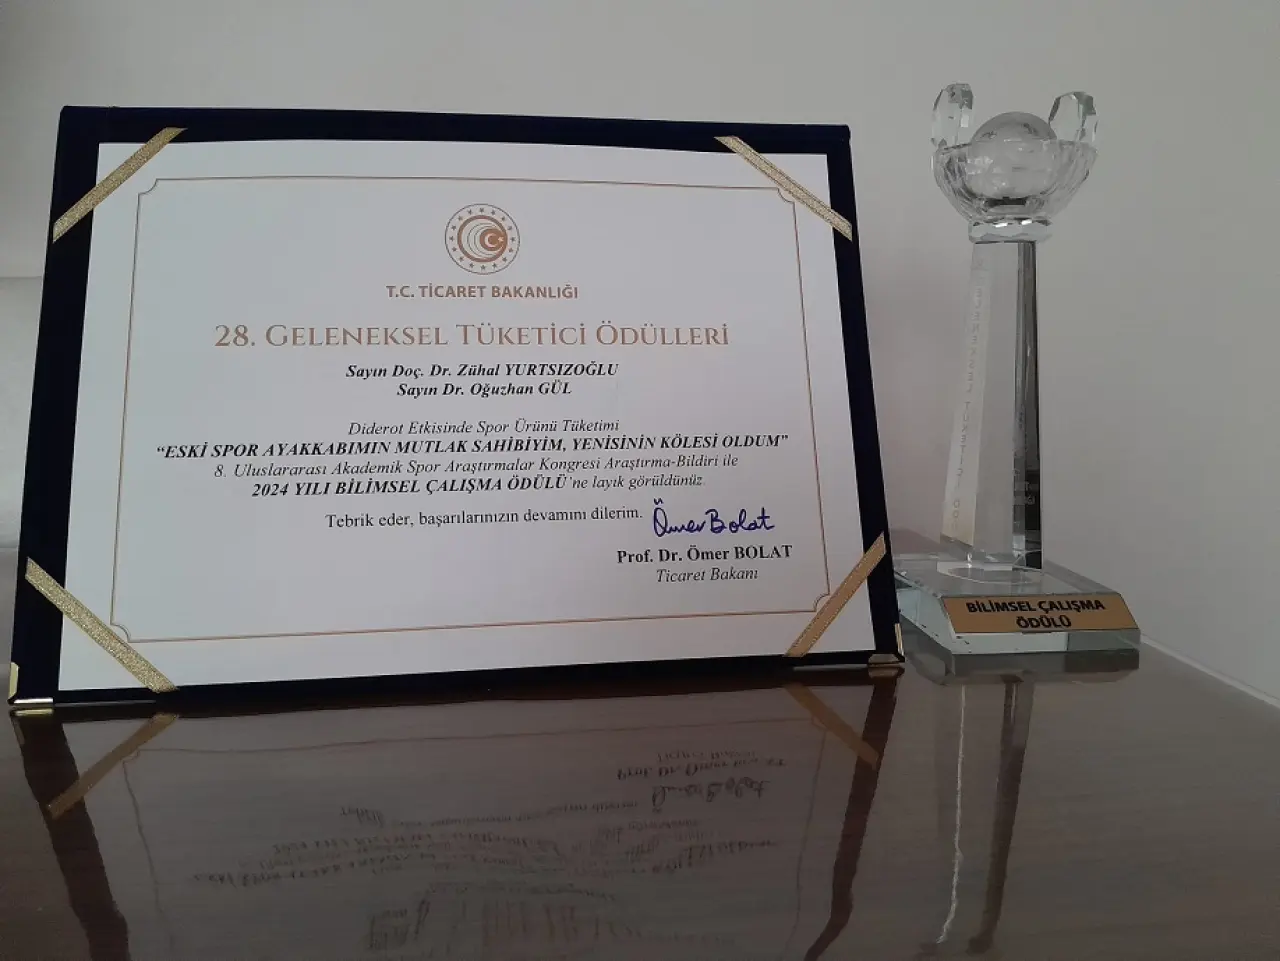 T.C. TİCARET BAKANLIĞI
28. GELENEKSEL TÜKETİCİ ÖDÜLLERİ
Sayın Doç. Dr. Zühal YURTSIZOĞLU
Sayın Dr. Oğuzhan GÜL
Diderot Etkisinde Spor Ürünü Tüketimi
“ESKİ SPOR AYAKKABIMIN MUTLAK SAHİBİYİM, YENİSİNİN KÖLESİ OLDUM”
8. Uluslararası Akademik Spor Araştırmalar Kongresi Araştırma-Bildiri ile
2024 YILI BİLİMSEL ÇALIŞMA ÖDÜLÜ’ne layık görüldünüz.
Tebrik eder, başarılarınızın devamını dilerim.
Ömer Bolat
Prof. Dr. Ömer BOLAT
Ticaret Bakanı
BİLİMSEL ÇALIŞMA
ÖDÜLÜ